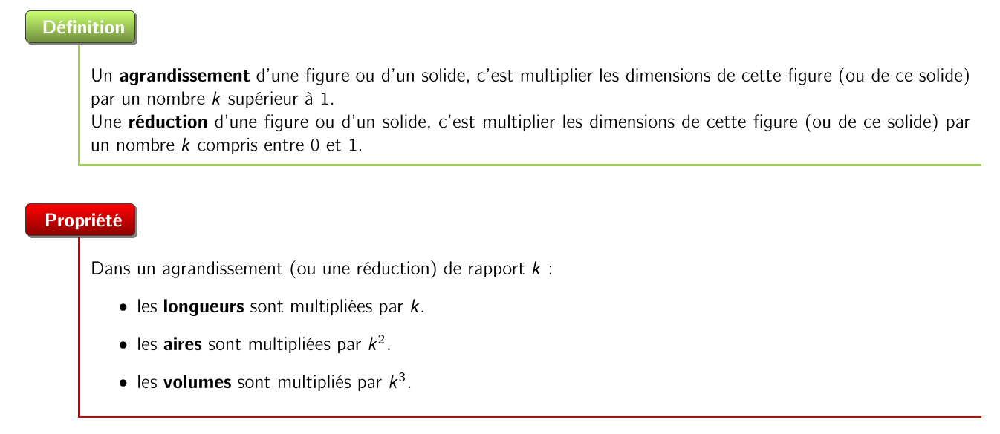 Définition
Un agrandissement d'une figure ou d'un solide, c'est multiplier les dimensions de cette figure (ou de ce solide)
par un nombre k supérieur à 1.
Une réduction d'une figure ou d'un solide, c'est multiplier les dimensions de cette figure (ou de ce solide) par
un nombre k compris entre 0 et 1.
Propriété
Dans un agrandissement (ou une réduction) de rapport k :
• les longueurs sont multipliées par k.
• les aires sont multipliées par k².
• les volumes sont multipliés par k³.